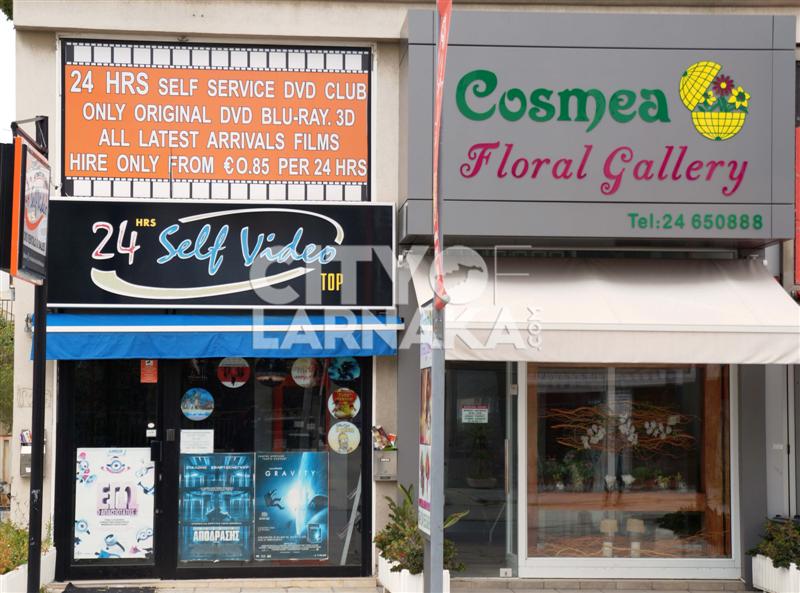 24 HRS SELF SERVICE DVD CLUB
ONLY ORIGINAL DVD BLU-RAY. 3D
ALL LATEST ARRIVALS FILMS
HIRE ONLY FROM €0.85 PER 24 HRS
24 HRS Self Video
TOP
Cosmea
Floral Gallery
Tel:24 650888
CITY OF
LARNAKA
.COM
GRAVITY
ΑΠΟΔΡΑΣΗΣ